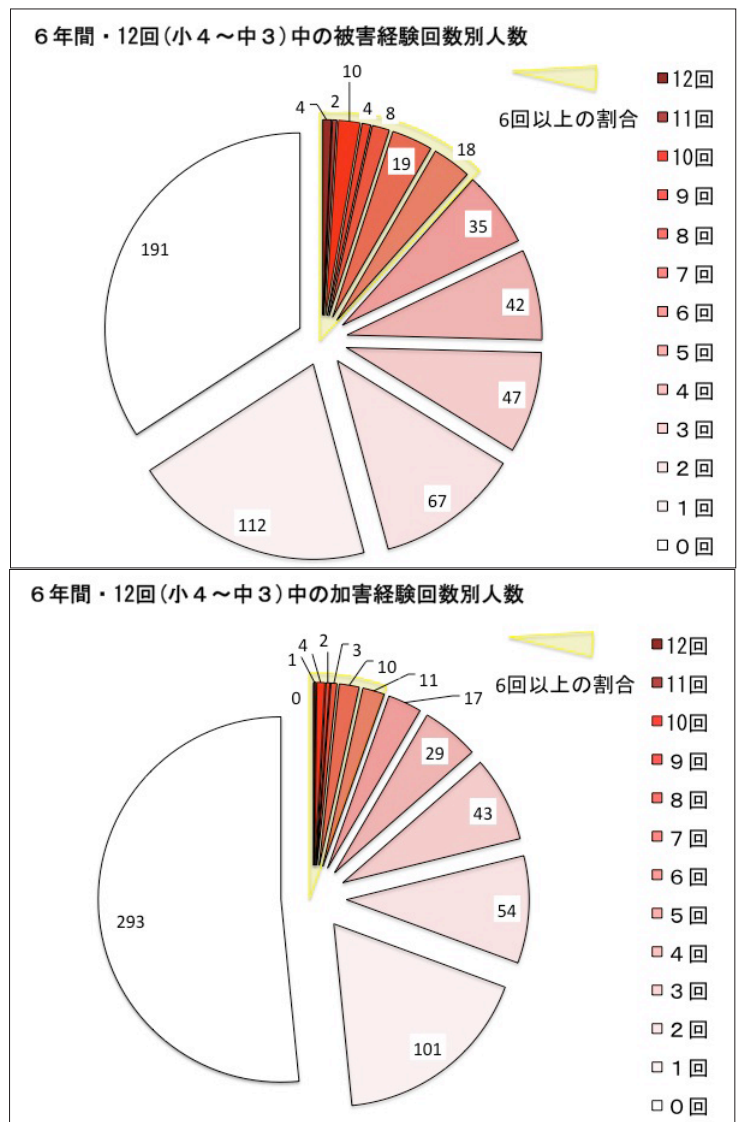 ６年間・12回(小４～中３)中の被害経験回数別人数
10
4
2
4
8
19
18
35
42
47
67
112
191
6回以上の割合
12回
11回
10回
９回
８回
７回
６回
５回
４回
３回
２回
１回
０回
６年間・12回(小４～中３)中の加害経験回数別人数
0
1
4
2
3
10
11
17
29
43
54
101
293
6回以上の割合
12回
11回
10回
９回
８回
７回
６回
５回
４回
３回
２回
１回
０回